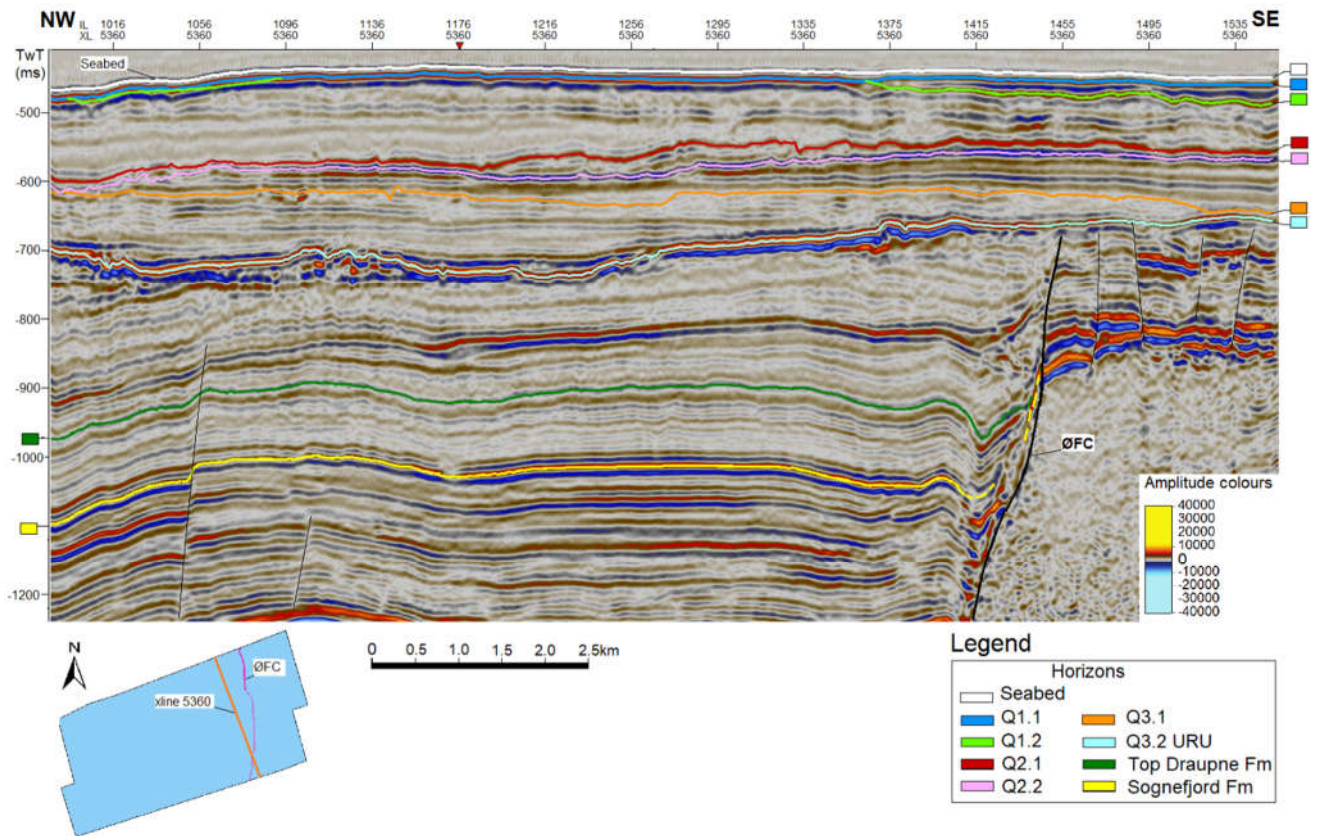 NW IL 1016 1056 1096 1136 1176 1216 1256 1295 1335 1375 1415 1455 1495 1535 SE
XL 5360 5360 5360 5360 5360 5360 5360 5360 5360 5360 5360 5360 5360 5360
TwT
(ms)
Seabed
-500
-600
-700
-800
-900
-1000
-1100
-1200
ØFC
Amplitude colours
40000
30000
20000
10000
0
-10000
-20000
-30000
-40000
N
ØFC
xline 5360
0 0.5 1.0 1.5 2.0 2.5km
Legend
Horizons
Seabed
Q1.1 Q3.1
Q1.2 Q3.2 URU
Q2.1 Top Draupne Fm
Q2.2 Sognefjord Fm